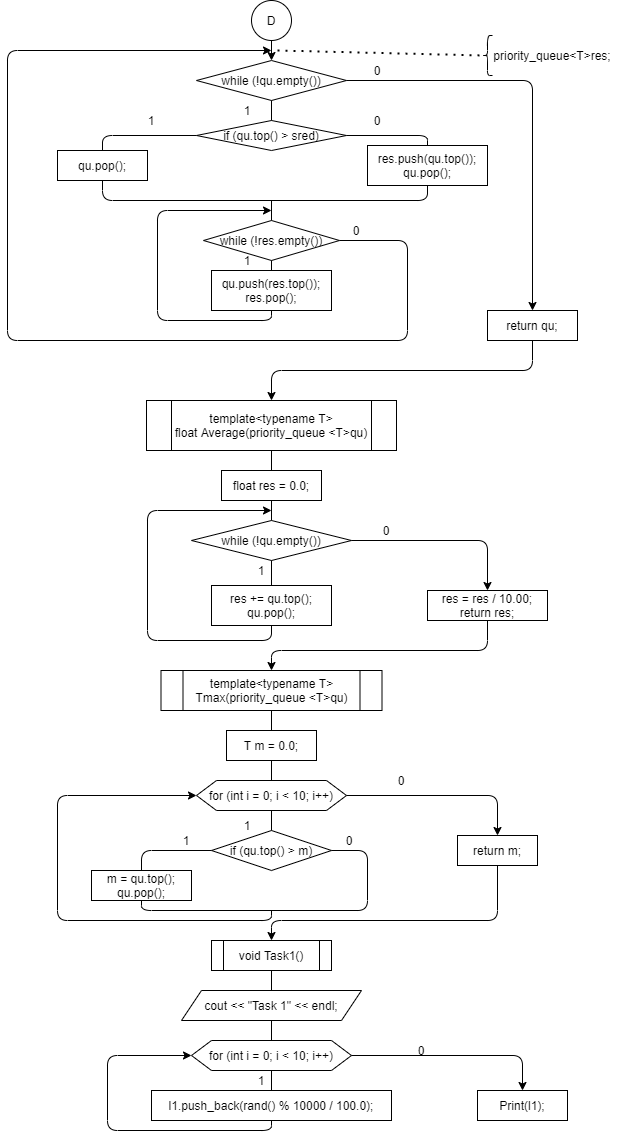 D
priority_queue<T>res;
while (!qu.empty())
0
1
if (qu.top() > sred)
1
0
qu.pop();
res.push(qu.top());
qu.pop();
while (!res.empty())
0
1
qu.push(res.top());
res.pop();
return qu;
template<typename T>
float Average(priority_queue <T>qu)
float res = 0.0;
while (!qu.empty())
0
1
res += qu.top();
qu.pop();
res = res / 10.00;
return res;
template<typename T>
Tmax(priority_queue <T>qu)
T m = 0.0;
for (int i = 0; i < 10; i++)
0
1
if (qu.top() > m)
1
0
m = qu.top();
qu.pop();
return m;
void Task1()
cout << "Task 1" << endl;
for (int i = 0; i < 10; i++)
0
1
l1.push_back(rand() % 10000 / 100.0);
Print(l1);